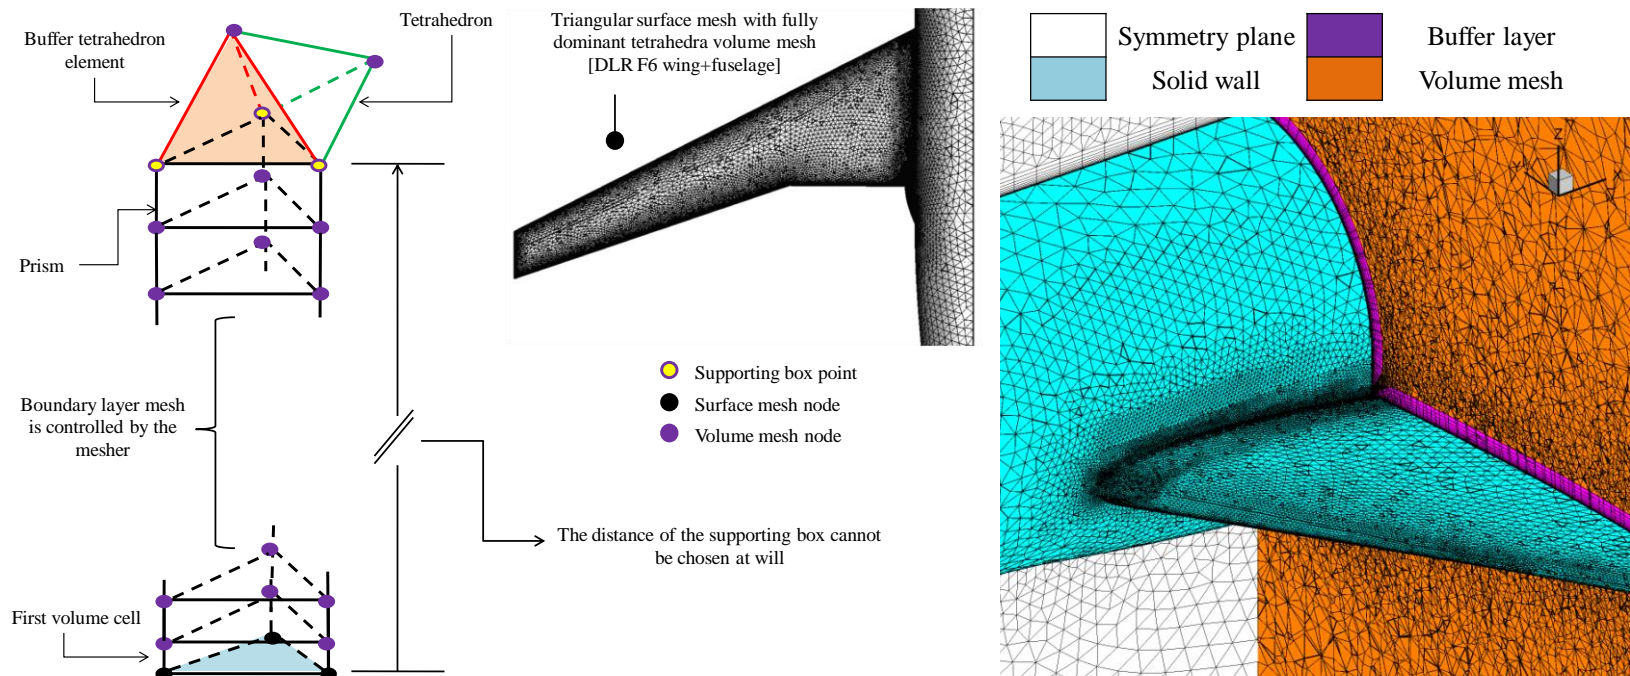 Buffer tetrahedron
element
Tetrahedron
Prism
Boundary layer mesh
is controlled by the
mesher
First volume cell
Triangular surface mesh with fully
dominant tetrahedra volume mesh
[DLR F6 wing+fuselage]
Supporting box point
Surface mesh node
Volume mesh node
The distance of the supporting box cannot
be chosen at will
Symmetry plane
Buffer layer
Solid wall
Volume mesh
Z
X